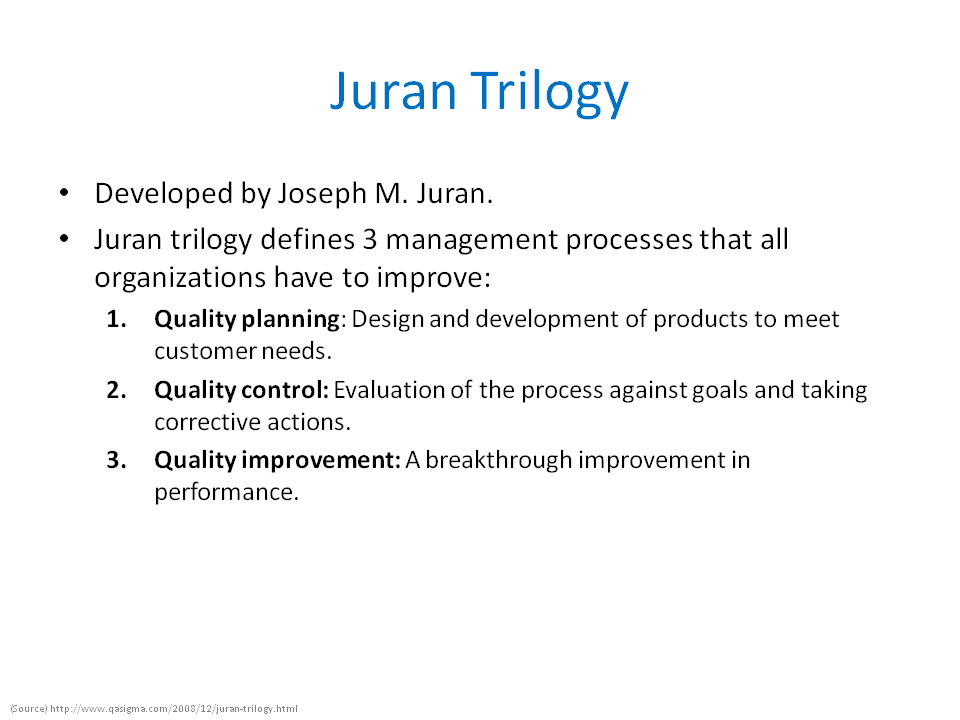 Juran Trilogy
• Developed by Joseph M. Juran.
• Juran trilogy defines 3 management processes that all
organizations have to improve:
1. Quality planning: Design and development of products to meet
customer needs.
2. Quality control: Evaluation of the process against goals and taking
corrective actions.
3. Quality improvement: A breakthrough improvement in
performance.
(Source) http://www.qasigma.com/2008/12/juran-trilogy.html